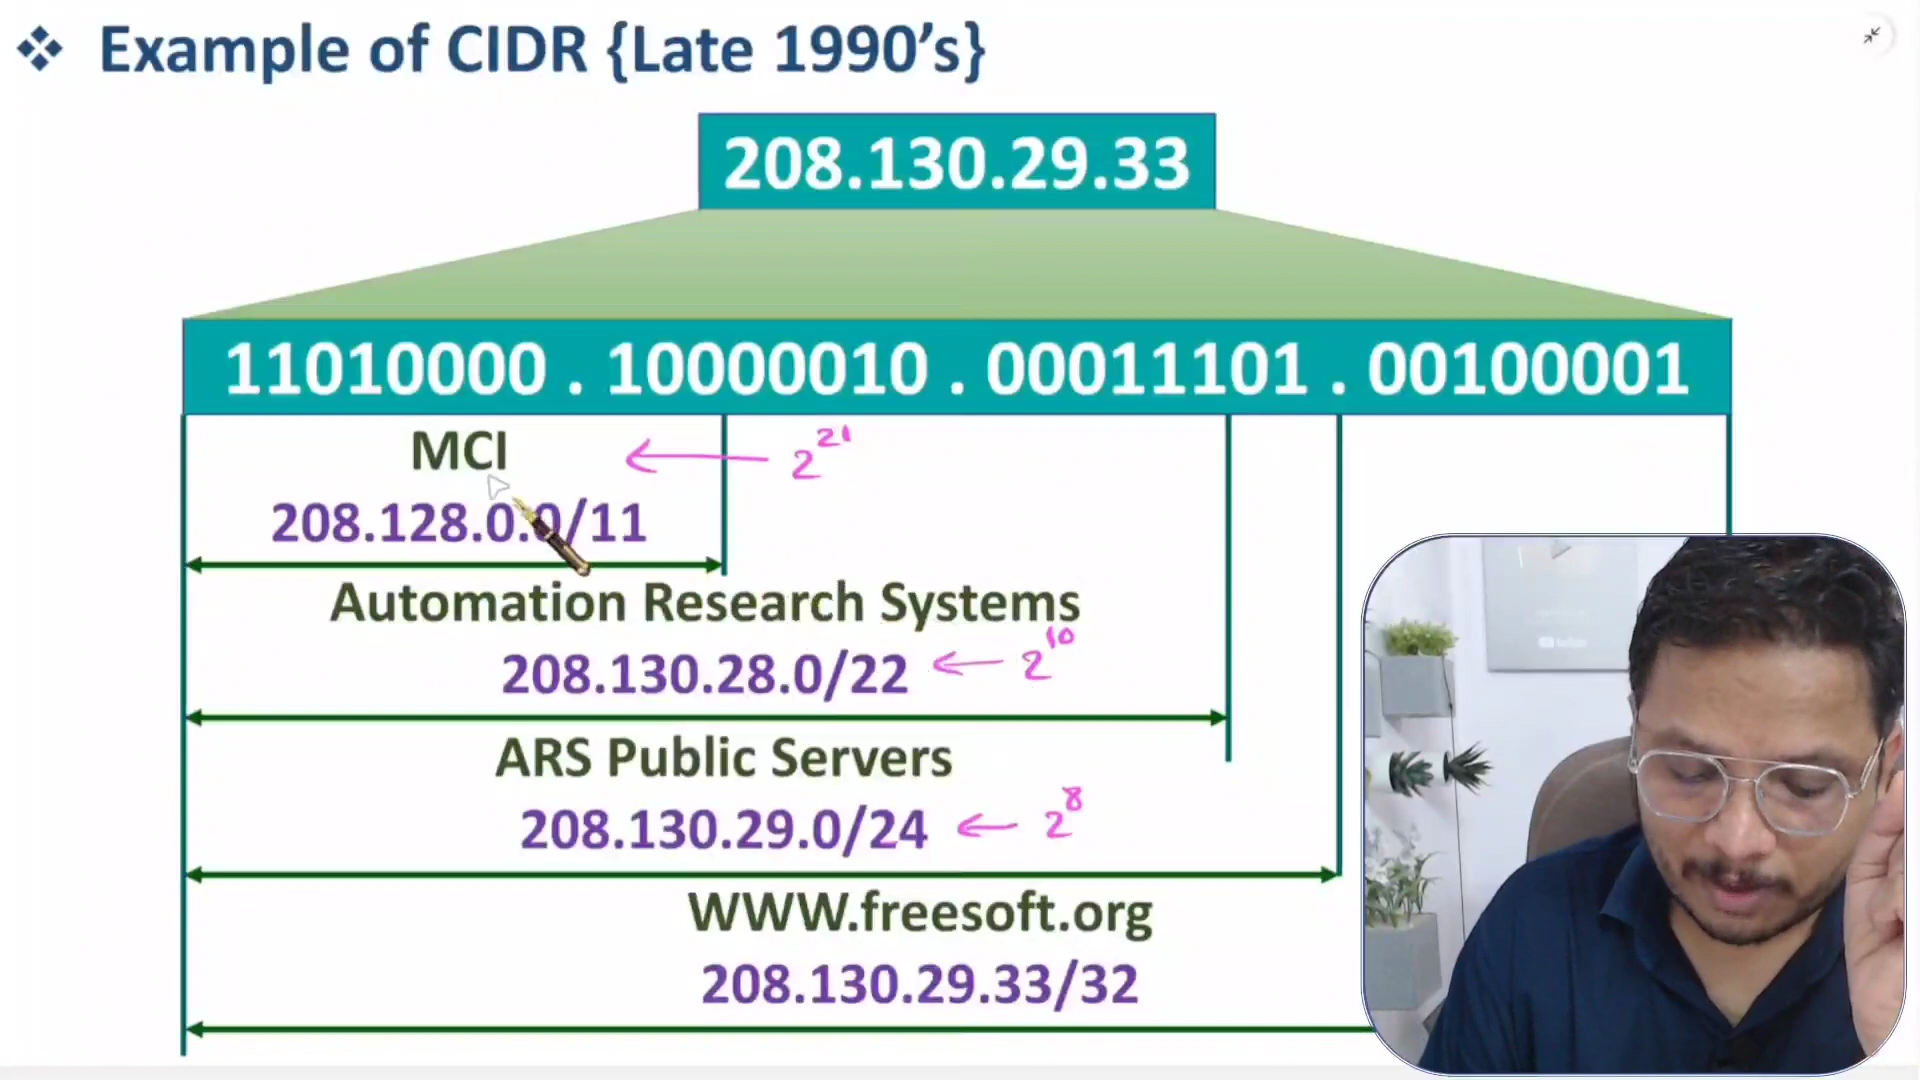 ❖ Example of CIDR {Late 1990’s}
208.130.29.33
11010000 . 10000010 . 00011101 . 00100001
MCI ← 2^21
208.128.0.0/11
Automation Research Systems
208.130.28.0/22 ← 2^10
ARS Public Servers
208.130.29.0/24 ← 2^8
WWW.freesoft.org
208.130.29.33/32